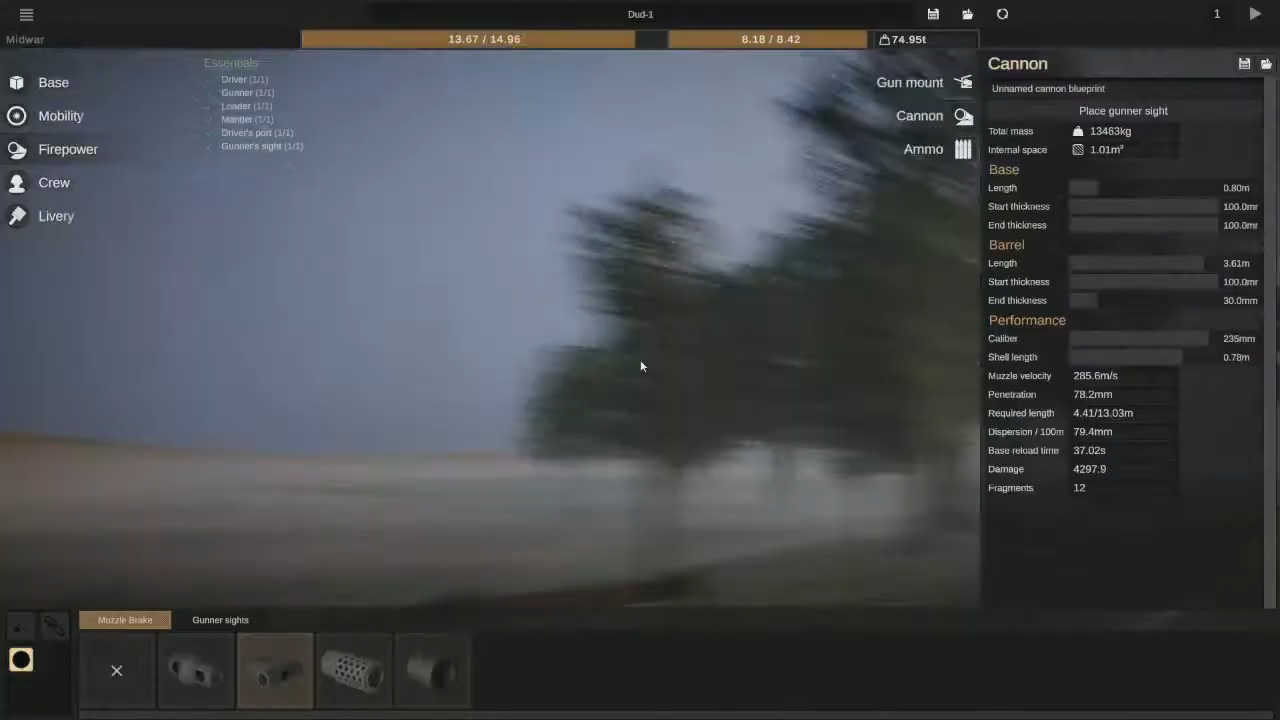 Dud-1
1
Midwar
13.67 / 14.96
8.18 / 8.42
74.95t
Base
Mobility
Firepower
Crew
Livery
Essentials
Driver (1/1)
Gunner (1/1)
Loader (1/1)
Mantlet (1/1)
Driver's port (1/1)
Gunner's sight (1/1)
Gun mount
Cannon
Ammo
Cannon
Unnamed cannon blueprint
Place gunner sight
Total mass 13463kg
Internal space 1.01m³
Base
Length 0.80m
Start thickness 100.0mr
End thickness 100.0mr
Barrel
Length 3.61m
Start thickness 100.0mr
End thickness 30.0mm
Performance
Caliber 235mm
Shell length 0.78m
Muzzle velocity 285.6m/s
Penetration 78.2mm
Required length 4.41/13.03m
Dispersion / 100m 79.4mm
Base reload time 37.02s
Damage 4297.9
Fragments 12
Muzzle Brake
Gunner sights